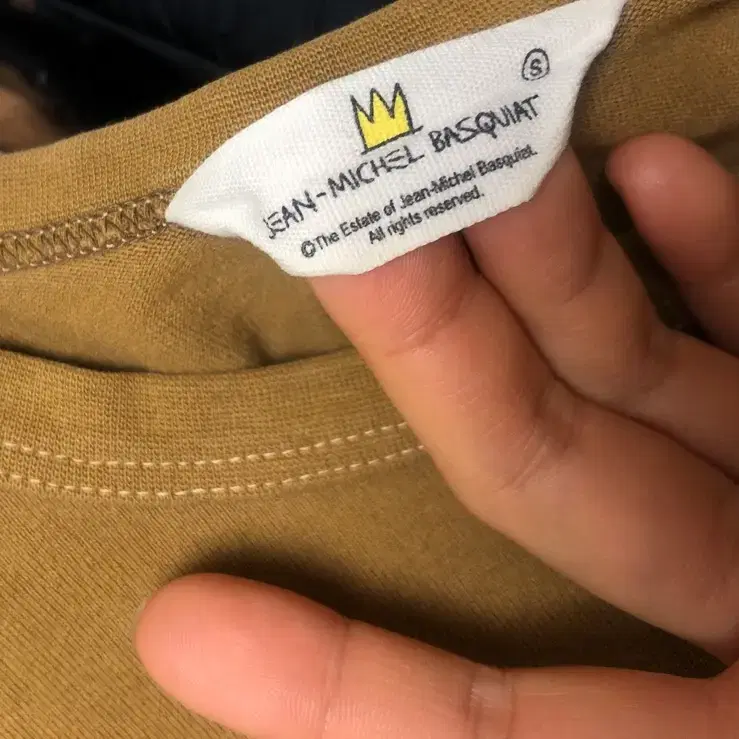 S
JEAN-MICHEL BASQUIAT
©The Estate of Jean-Michel Basquiat.
All rights reserved.